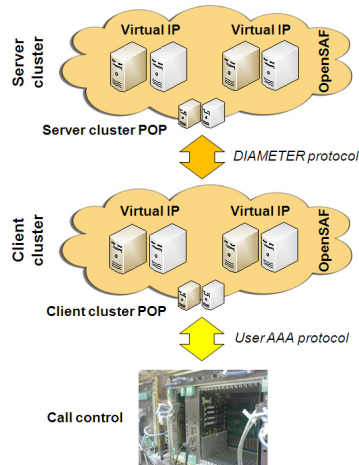 Server
cluster
Virtual IP
Virtual IP
OpenSAF
Server cluster POP
DIAMETER protocol
Client
cluster
Virtual IP
Virtual IP
OpenSAF
Client cluster POP
User AAA protocol
Call control